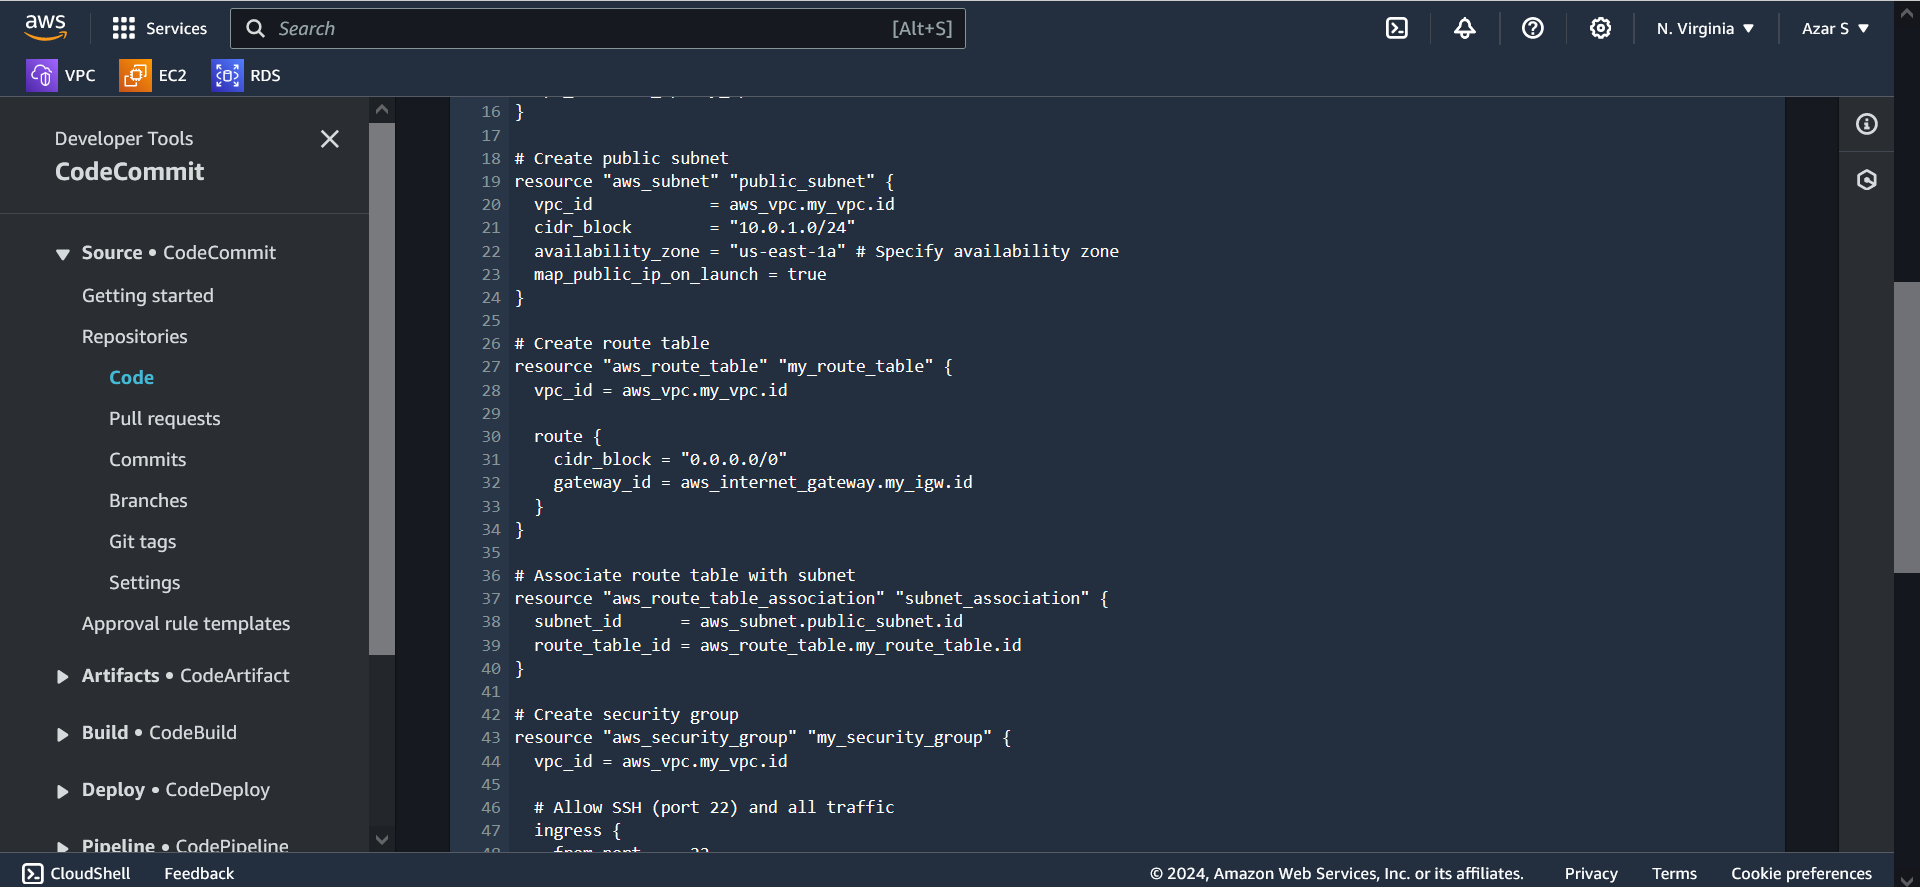 aws
Services
Search
[Alt+S]
N. Virginia
Azar S
VPC
EC2
RDS
Developer Tools
CodeCommit
Source • CodeCommit
Getting started
Repositories
Code
Pull requests
Commits
Branches
Git tags
Settings
Approval rule templates
Artifacts • CodeArtifact
Build • CodeBuild
Deploy • CodeDeploy
Pipeline • CodePipeline
16 }
17
18 # Create public subnet
19 resource "aws_subnet" "public_subnet" {
20   vpc_id            = aws_vpc.my_vpc.id
21   cidr_block        = "10.0.1.0/24"
22   availability_zone = "us-east-1a" # Specify availability zone
23   map_public_ip_on_launch = true
24 }
25
26 # Create route table
27 resource "aws_route_table" "my_route_table" {
28   vpc_id = aws_vpc.my_vpc.id
29
30   route {
31     cidr_block = "0.0.0.0/0"
32     gateway_id = aws_internet_gateway.my_igw.id
33   }
34 }
35
36 # Associate route table with subnet
37 resource "aws_route_table_association" "subnet_association" {
38   subnet_id      = aws_subnet.public_subnet.id
39   route_table_id = aws_route_table.my_route_table.id
40 }
41
42 # Create security group
43 resource "aws_security_group" "my_security_group" {
44   vpc_id = aws_vpc.my_vpc.id
45
46   # Allow SSH (port 22) and all traffic
47   ingress {
CloudShell
Feedback
© 2024, Amazon Web Services, Inc. or its affiliates.
Privacy
Terms
Cookie preferences